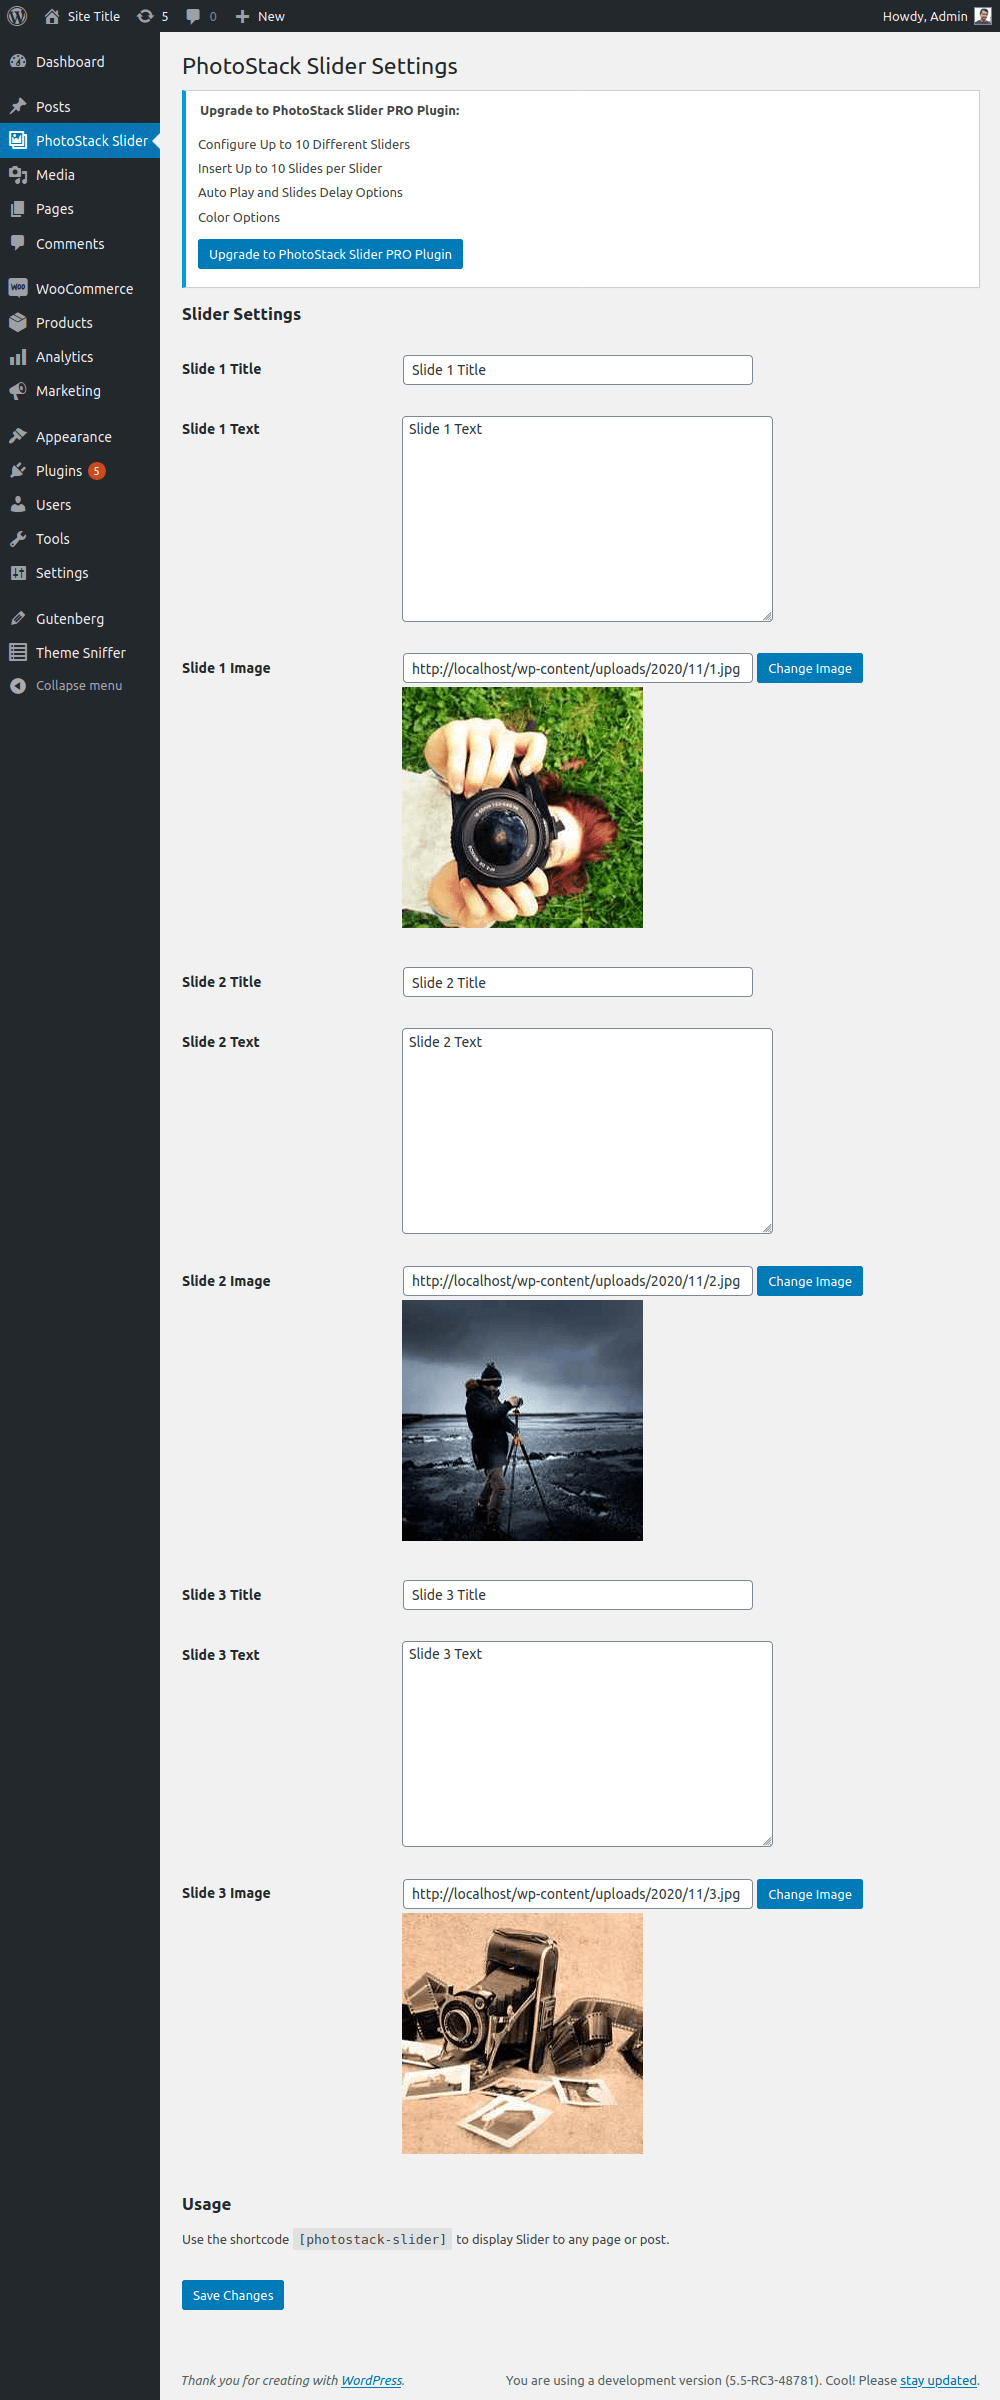 Site Title 5 0 New Howdy, Admin
Dashboard
Posts
PhotoStack Slider
Media
Pages
Comments
WooCommerce
Products
Analytics
Marketing
Appearance
Plugins 5
Users
Tools
Settings
Gutenberg
Theme Sniffer
Collapse menu
PhotoStack Slider Settings
Upgrade to PhotoStack Slider PRO Plugin:
Configure Up to 10 Different Sliders
Insert Up to 10 Slides per Slider
Auto Play and Slides Delay Options
Color Options
Upgrade to PhotoStack Slider PRO Plugin
Slider Settings
Slide 1 Title Slide 1 Title
Slide 1 Text Slide 1 Text
Slide 1 Image http://localhost/wp-content/uploads/2020/11/1.jpg Change Image
Slide 2 Title Slide 2 Title
Slide 2 Text Slide 2 Text
Slide 2 Image http://localhost/wp-content/uploads/2020/11/2.jpg Change Image
Slide 3 Title Slide 3 Title
Slide 3 Text Slide 3 Text
Slide 3 Image http://localhost/wp-content/uploads/2020/11/3.jpg Change Image
Usage
Use the shortcode [photostack-slider] to display Slider to any page or post.
Save Changes
Thank you for creating with WordPress. You are using a development version (5.5-RC3-48781). Cool! Please stay updated.